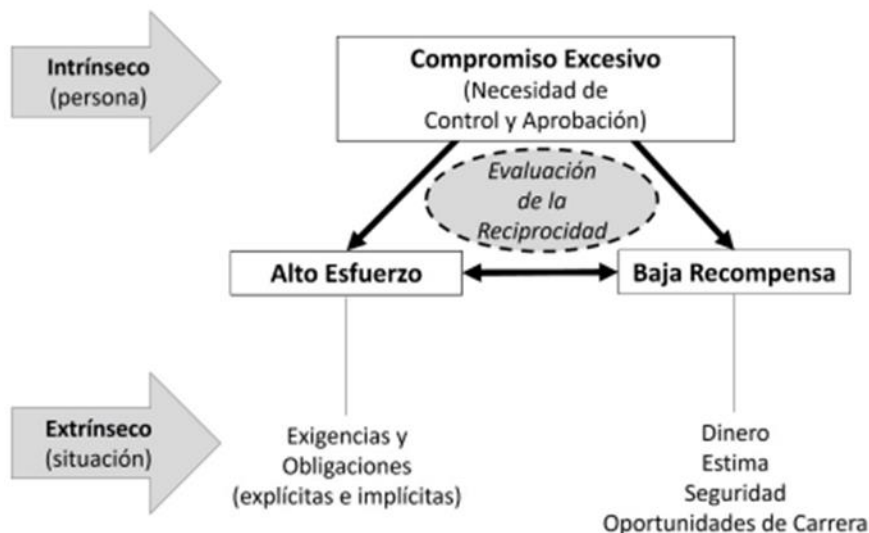 Intrínseco
(persona)
Compromiso Excesivo
(Necesidad de
Control y Aprobación)
Evaluación
de la
Reciprocidad
Alto Esfuerzo
Baja Recompensa
Extrínseco
(situación)
Exigencias y
Obligaciones
(explícitas e implícitas)
Dinero
Estima
Seguridad
Oportunidades de Carrera